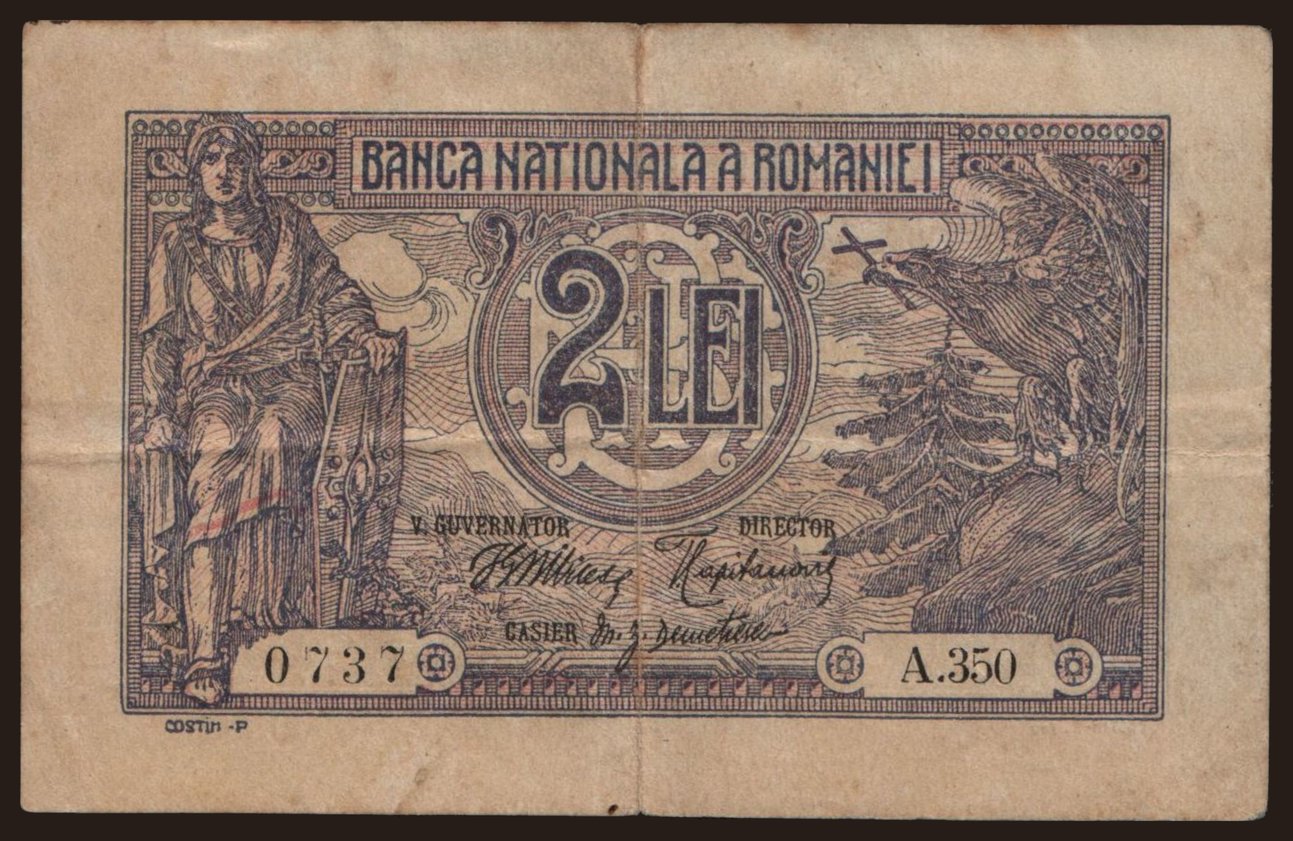 BANCA NATIONALA A ROMANIEI
2 LEI
V. GUVERNATOR
DIRECTOR
CASIER
0737
A.350
COSTIN-P